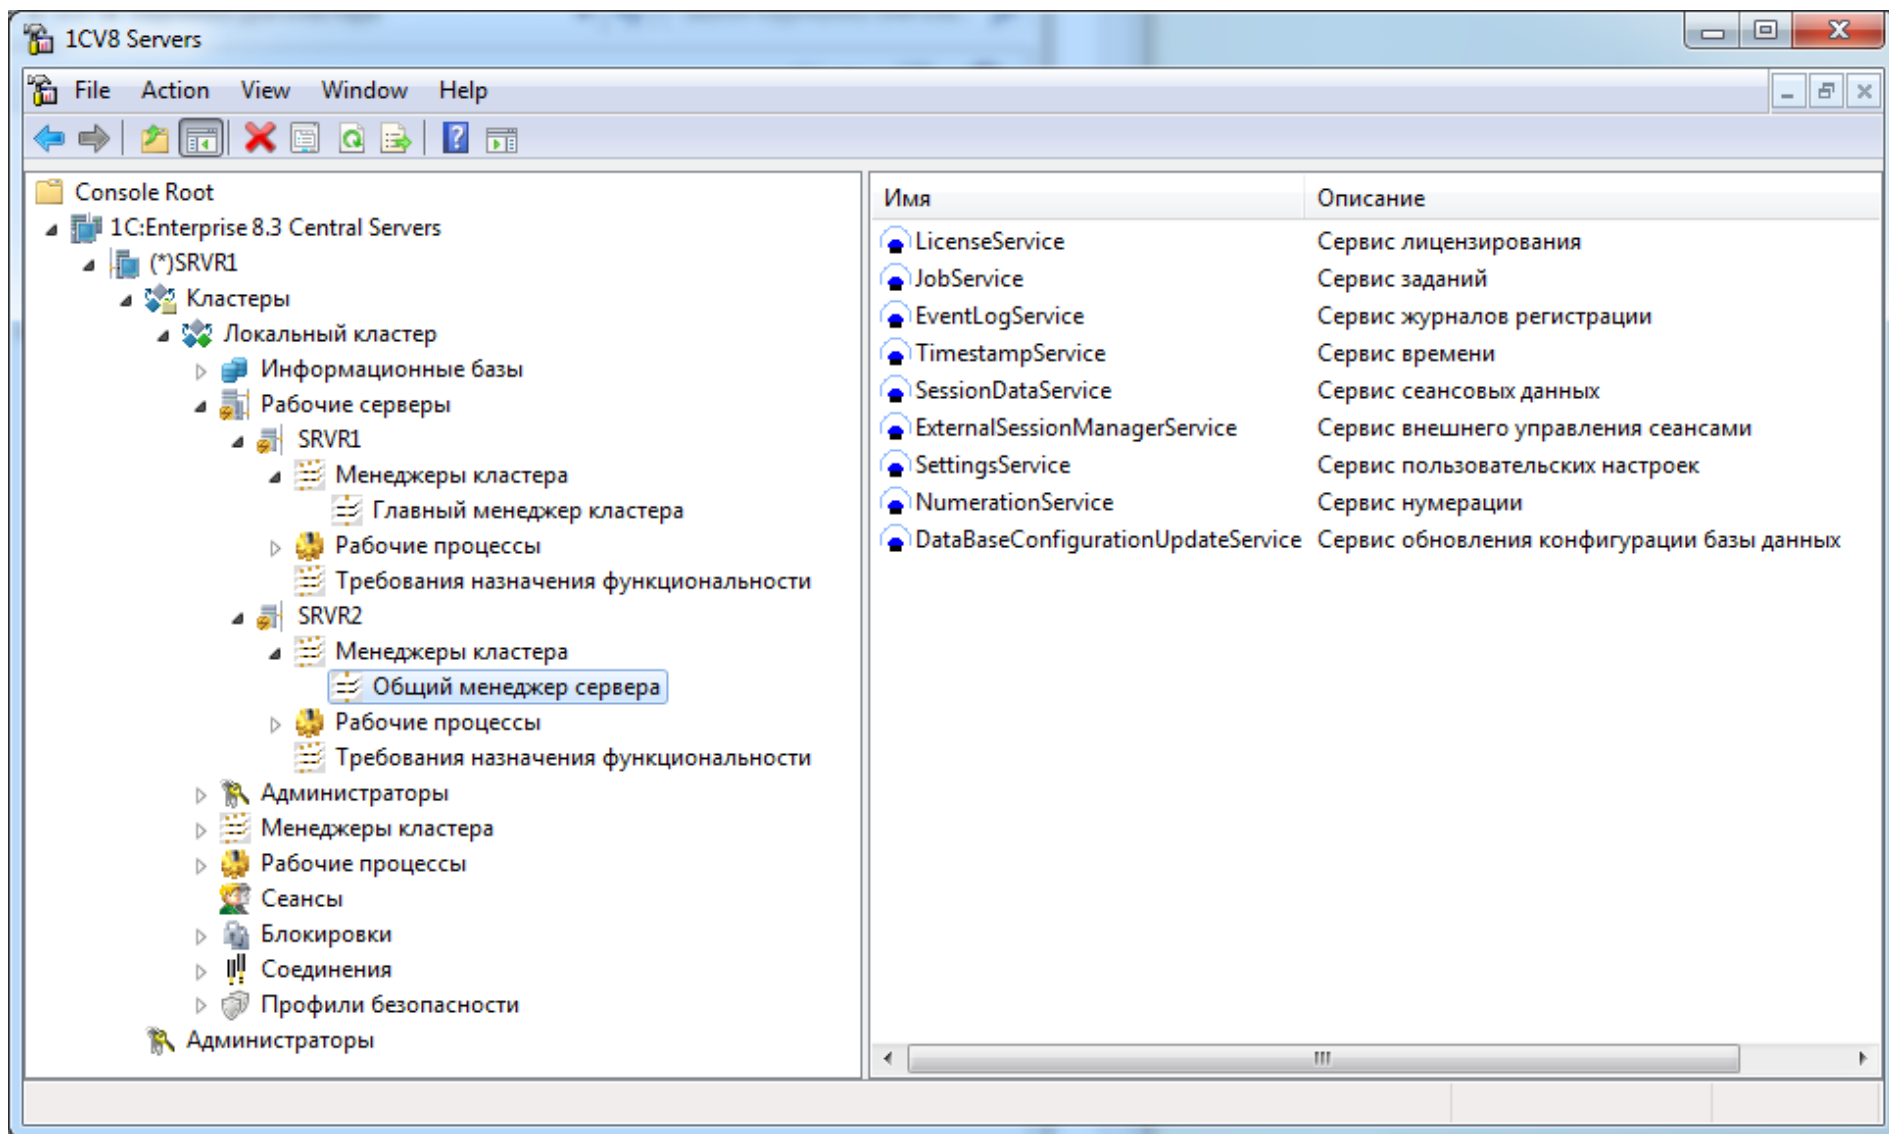 1CV8 Servers
File Action View Window Help
Console Root
1C:Enterprise 8.3 Central Servers
(*)SRVR1
Кластеры
Локальный кластер
Информационные базы
Рабочие серверы
SRVR1
Менеджеры кластера
Главный менеджер кластера
Рабочие процессы
Требования назначения функциональности
SRVR2
Менеджеры кластера
Общий менеджер сервера
Рабочие процессы
Требования назначения функциональности
Администраторы
Менеджеры кластера
Рабочие процессы
Сеансы
Блокировки
Соединения
Профили безопасности
Администраторы
Имя Описание
LicenseService Сервис лицензирования
JobService Сервис заданий
EventLogService Сервис журналов регистрации
TimestampService Сервис времени
SessionDataService Сервис сеансовых данных
ExternalSessionManagerService Сервис внешнего управления сеансами
SettingsService Сервис пользовательских настроек
NumerationService Сервис нумерации
DataBaseConfigurationUpdateService Сервис обновления конфигурации базы данных